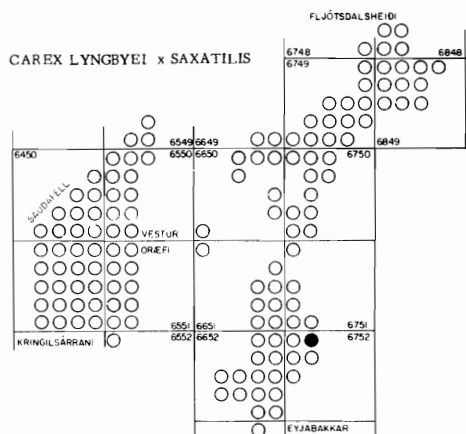 FLJÓTSDALSHEIÐI
CAREX LYNGBYEI x SAXATILIS
6748 6848
6749
6549 6649 6849
6450 6550 6650 6750
SAUÐAFELL
VESTUR
ÖRÆFI
6551 6651 6751
KRINGILSÁRRANI 6552 6652 6752
EYJABAKKAR